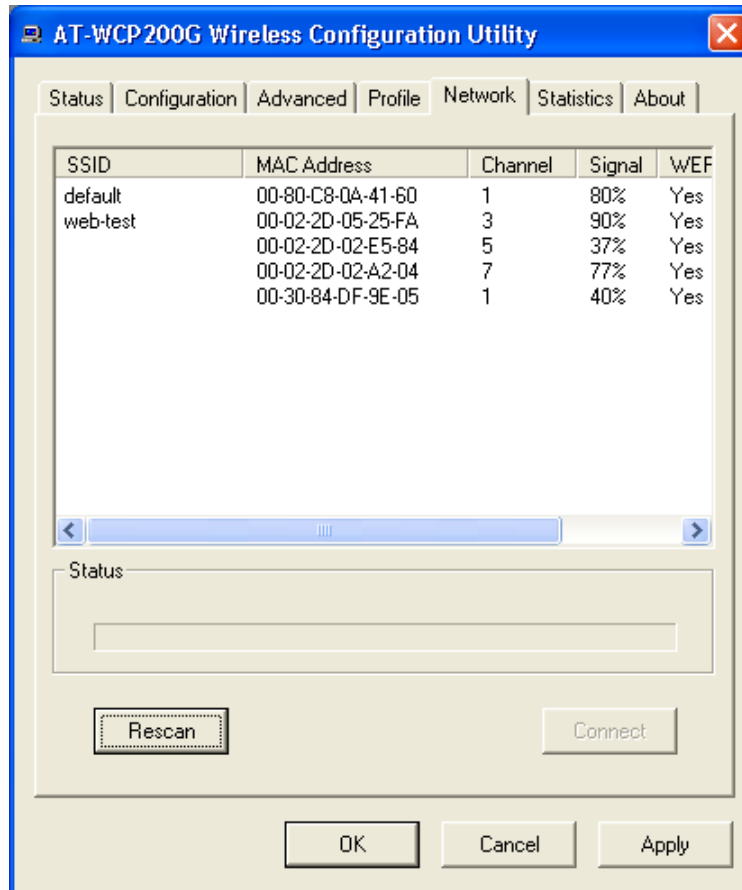 AT-WCP200G Wireless Configuration Utility
Status Configuration Advanced Profile Network Statistics About
SSID MAC Address Channel Signal WEP
default 00-80-C8-0A-41-60 1 80% Yes
web-test 00-02-2D-05-25-FA 3 90% Yes
00-02-2D-02-E5-84 5 37% Yes
00-02-2D-02-A2-04 7 77% Yes
00-30-84-DF-9E-05 1 40% Yes
Status
Rescan Connect
OK Cancel Apply